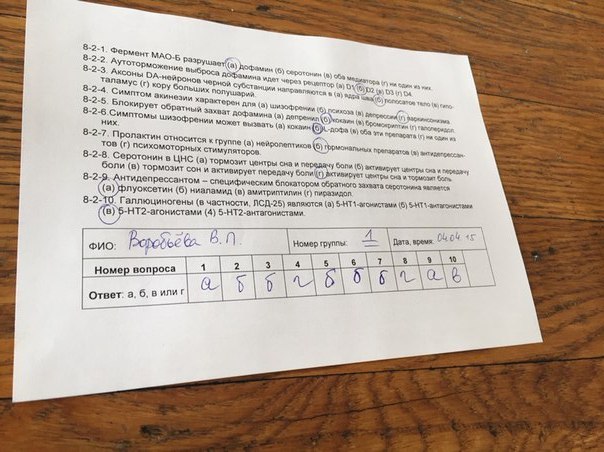 8-2-1. Фермент МАО-Б разрушает (а) дофамин (б) серотонин (в) оба медиатора (г) ни один из них.
8-2-2. Ауготорможение выброса дофамина идет через рецептор (а) D1 (б) D2 (в) D3 (г) D4.
8-2-3. Аксоны DA-нейронов черной субстанции направляются в (а) ядра шва (б) полосатое тело (в) гипо-
таламус (г) кору больших полушарий.
8-2-4. Симптом акинезии характерен для (а) шизофрении (б) психоза (в) депрессии (г) паркинсонизма.
8-2-5. Блокирует обратный захват дофамина (а) депренил (б) кокаин (в) бромокриптин (г) галоперидол.
8-2-6. Симптомы шизофрении может вызвать (а) кокаин (б) L-дофа (в) оба эти препарата (г) ни один из
них.
8-2-7. Пролактин относится к группе (а) нейролептиков (б) гормональных препаратов (в) антидепрессан-
тов (г) психомоторных стимуляторов.
8-2-8. Серотонин в ЦНС (а) тормозит центры сна и передачу боли (б) активирует центры сна и передачу
боли (в) тормозит сон и активирует передачу боли (г) активирует центры сна и тормозит боль
8-2-9. Антидепрессантом – специфическим блокатором обратного захвата серотонина является
(а) флуоксетин (б) ниаламид (в) амитриптилин (г) пиразидол.
8-2-10. Галлюциногены (в частности, ЛСД-25) являются (а) 5-НТ1-агонистами (б) 5-НТ1-антагонистами
(в) 5-НТ2-агонистами (4) 5-НТ2-антагонистами.
ФИО: Воробьёва В.П. Номер группы: 1 Дата, время: 04.04.15
Номер вопроса 1 2 3 4 5 6 7 8 9 10
Ответ: а, б, в или г а б б г б б б г а в